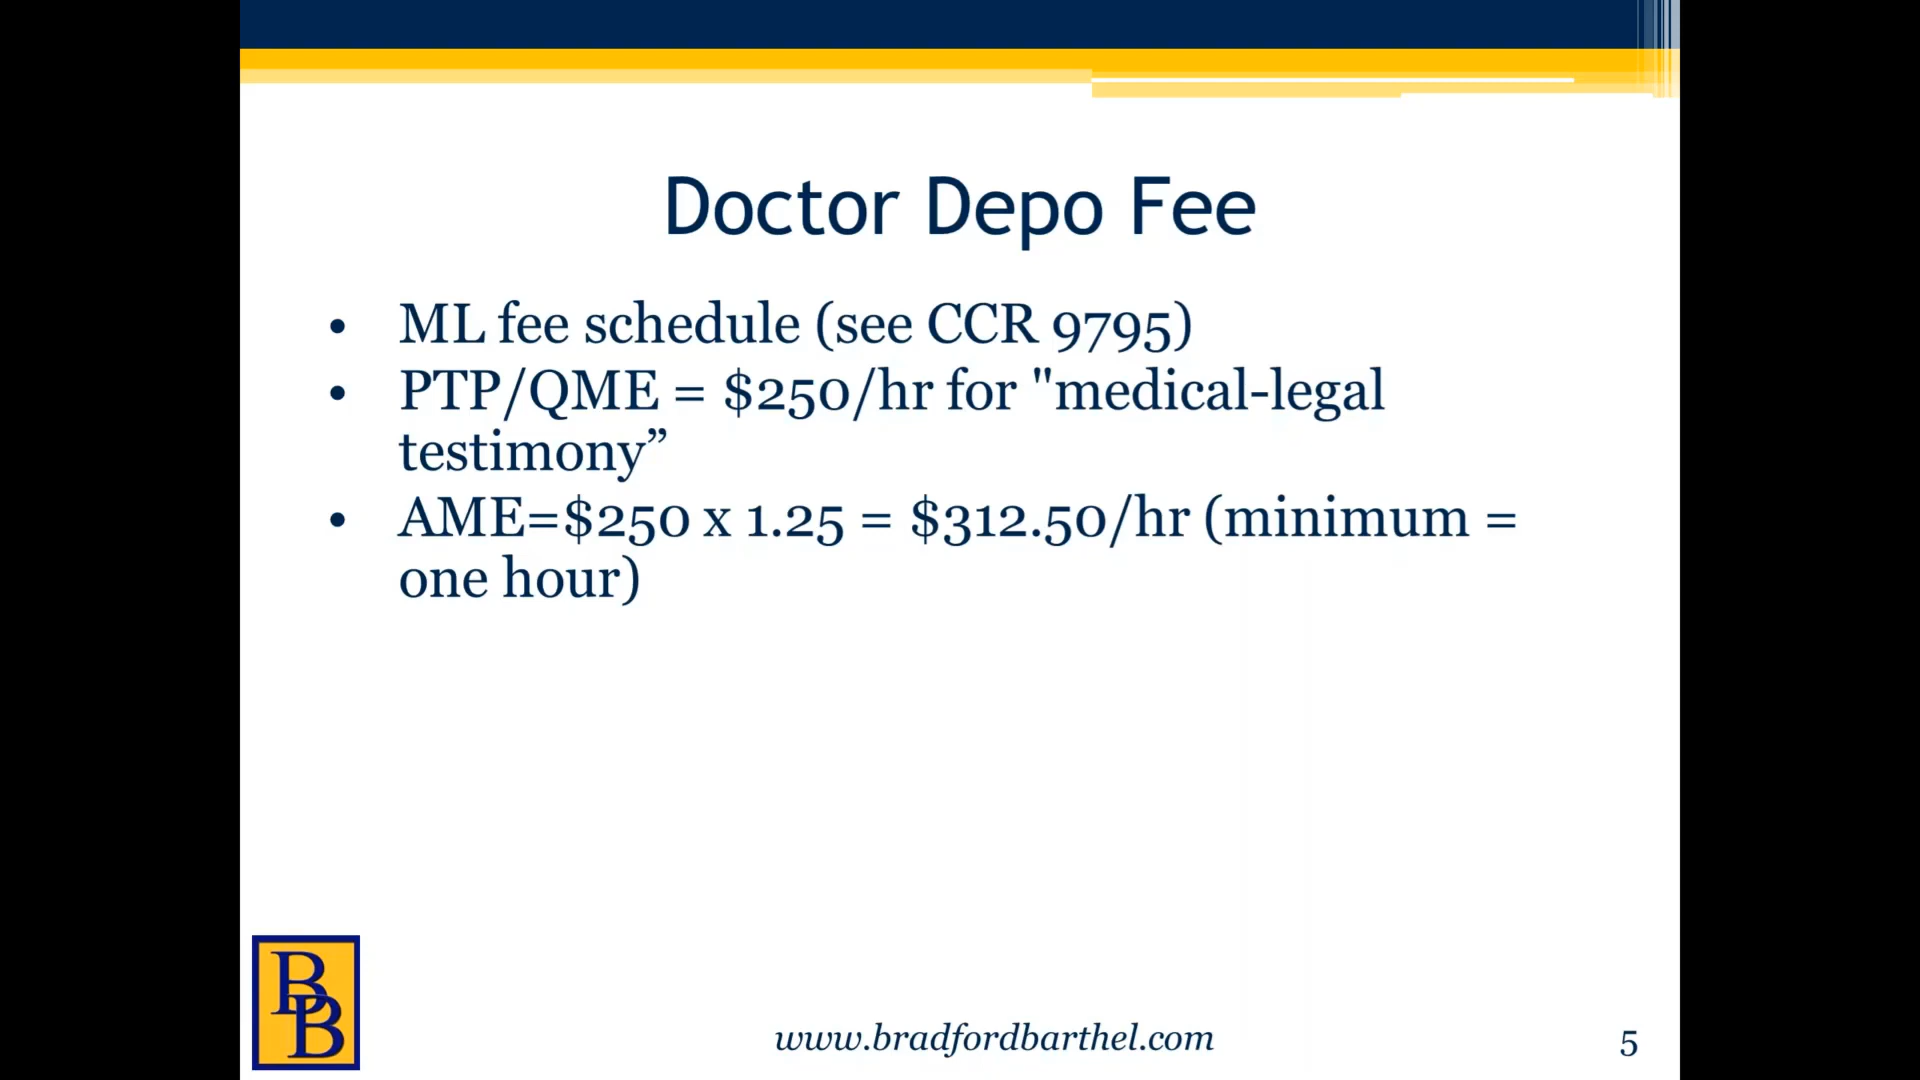 Doctor Depo Fee
• ML fee schedule (see CCR 9795)
• PTP/QME = $250/hr for "medical-legal
testimony”
• AME=$250 x 1.25 = $312.50/hr (minimum =
one hour)
BB
www.bradfordbarthel.com
5